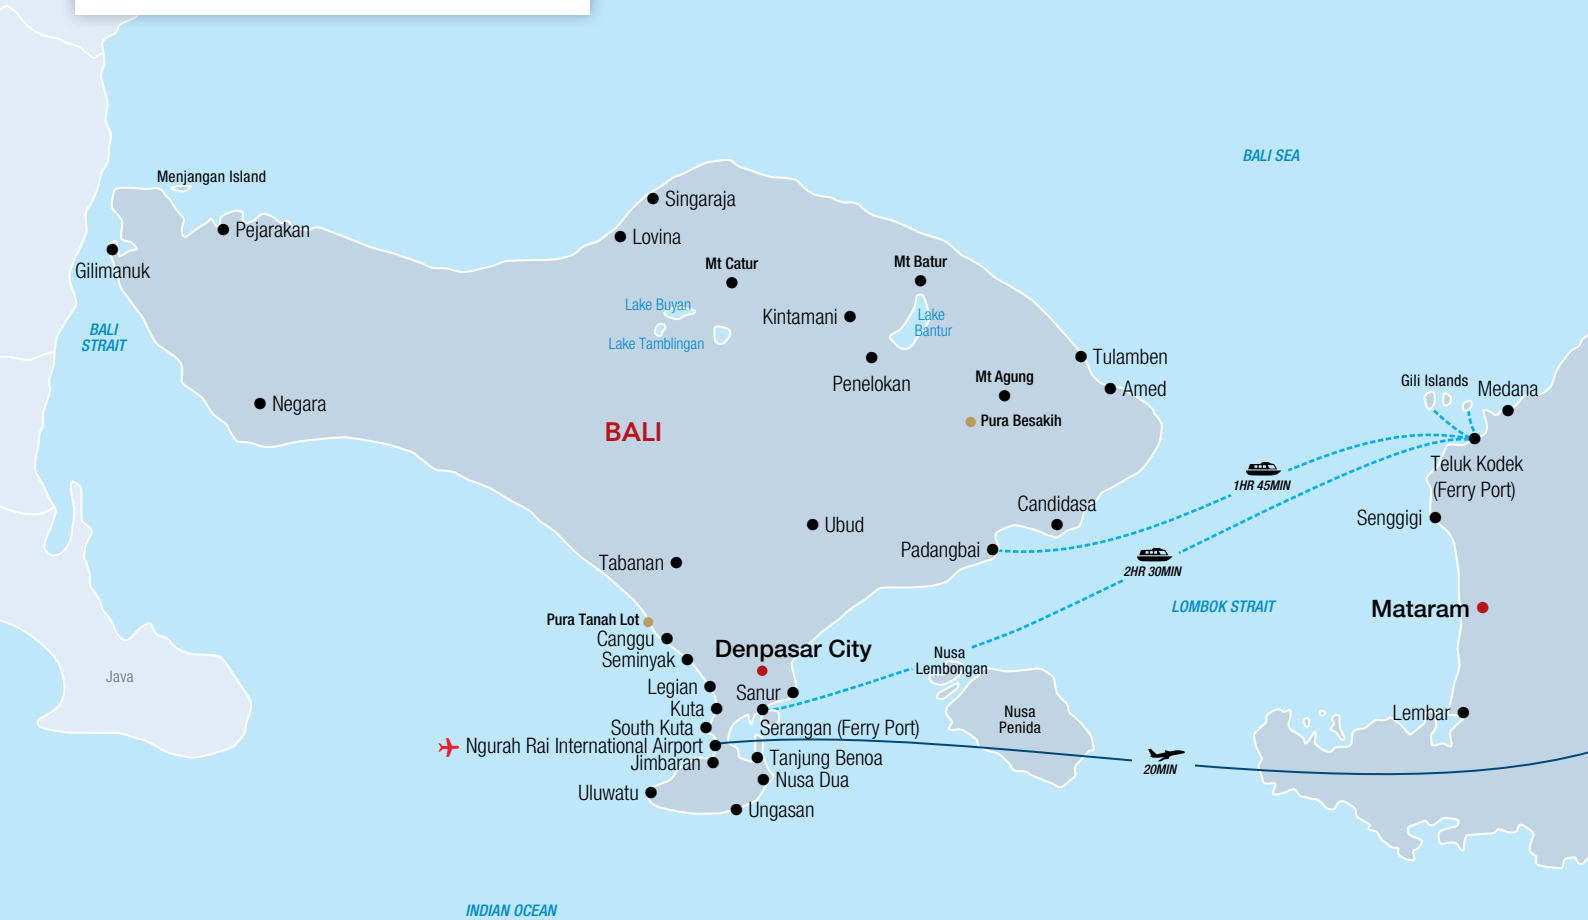 BALI SEA
Menjangan Island
Singaraja
Pejarakan
Lovina
Gilimanuk
Mt Catur
Mt Batur
Lake Buyan
Kintamani
Lake
Bantur
BALI
STRAIT
Lake Tamblingan
Tulamben
Penelokan
Mt Agung
Amed
Gili Islands
Medana
Negara
BALI
Pura Besakih
Teluk Kodek
(Ferry Port)
1HR 45MIN
Candidasa
Senggigi
Ubud
Padangbai
Tabanan
2HR 30MIN
LOMBOK STRAIT
Mataram
Pura Tanah Lot
Canggu
Denpasar City
Seminyak
Nusa
Lembongan
Java
Legian
Sanur
Kuta
Nusa
Penida
Lembar
South Kuta
Serangan (Ferry Port)
Ngurah Rai International Airport
Jimbaran
Tanjung Benoa
20MIN
Nusa Dua
Uluwatu
Ungasan
INDIAN OCEAN